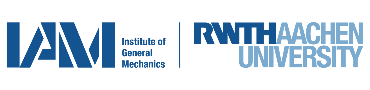 IAM Institute of
General
Mechanics
RWTHAACHEN
UNIVERSITY